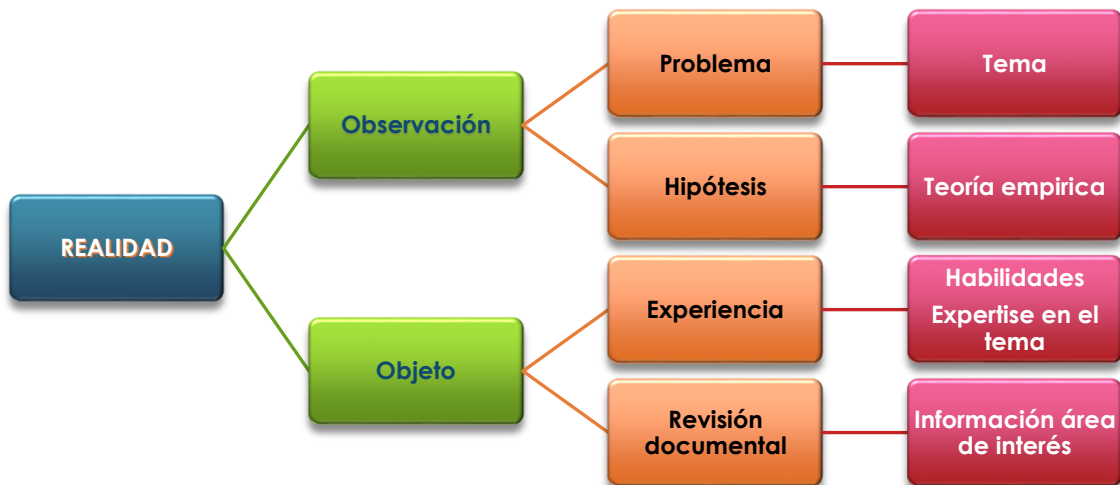 REALIDAD
Observación
Problema
Tema
Hipótesis
Teoría empirica
Objeto
Experiencia
Habilidades
Expertise en el
tema
Revisión
documental
Información área
de interés